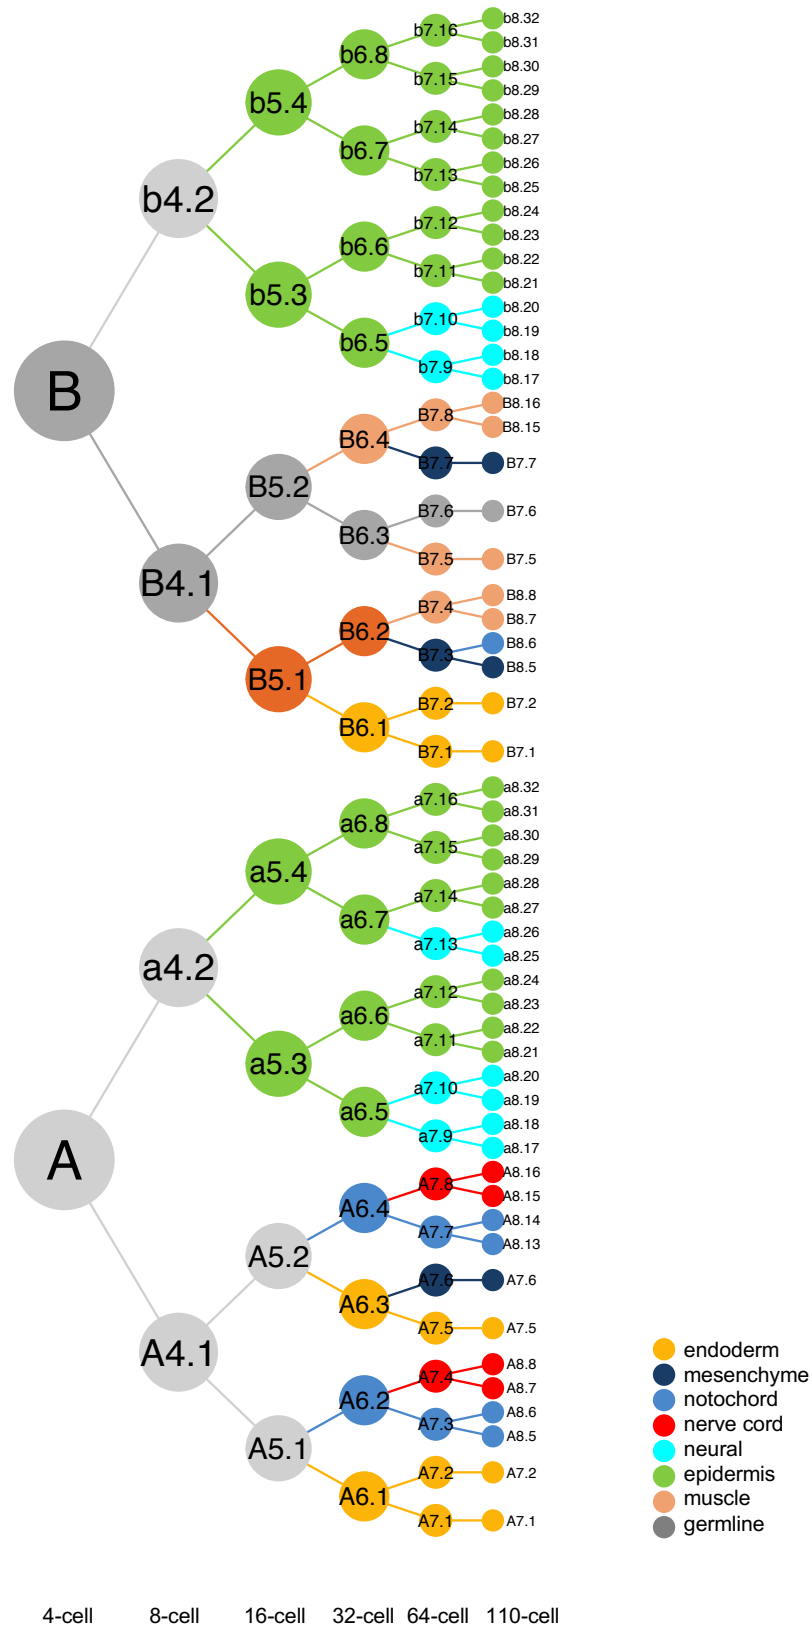 b8.32
b7.16
b8.31
b6.8
b8.30
b7.15
b8.29
b5.4
b8.28
b7.14
b8.27
b6.7
b8.26
b7.13
b8.25
b4.2
b8.24
b7.12
b8.23
b6.6
b8.22
b7.11
b8.21
b5.3
b8.20
b7.10
b8.19
b6.5
b8.18
b7.9
b8.17
B
B8.16
B7.8
B8.15
B6.4
B7.7 B7.7
B5.2
B7.6 B7.6
B6.3
B7.5 B7.5
B4.1
B8.8
B7.4
B8.7
B6.2
B8.6
B7.3
B8.5
B5.1
B7.2 B7.2
B6.1
B7.1 B7.1
a8.32
a7.16
a8.31
a6.8
a8.30
a7.15
a8.29
a5.4
a8.28
a7.14
a8.27
a6.7
a8.26
a7.13
a8.25
a4.2
a8.24
a7.12
a8.23
a6.6
a8.22
a7.11
a8.21
a5.3
a8.20
a7.10
a8.19
a6.5
a8.18
a7.9
a8.17
A
A8.16
A7.8
A8.15
A6.4
A8.14
A7.7
A8.13
A5.2
A7.6 A7.6
A6.3
A7.5 A7.5
A4.1
A8.8
A7.4
A8.7
A6.2
A8.6
A7.3
A8.5
A5.1
A7.2 A7.2
A6.1
A7.1 A7.1
endoderm
mesenchyme
notochord
nerve cord
neural
epidermis
muscle
germline
4-cell 8-cell 16-cell 32-cell 64-cell 110-cell